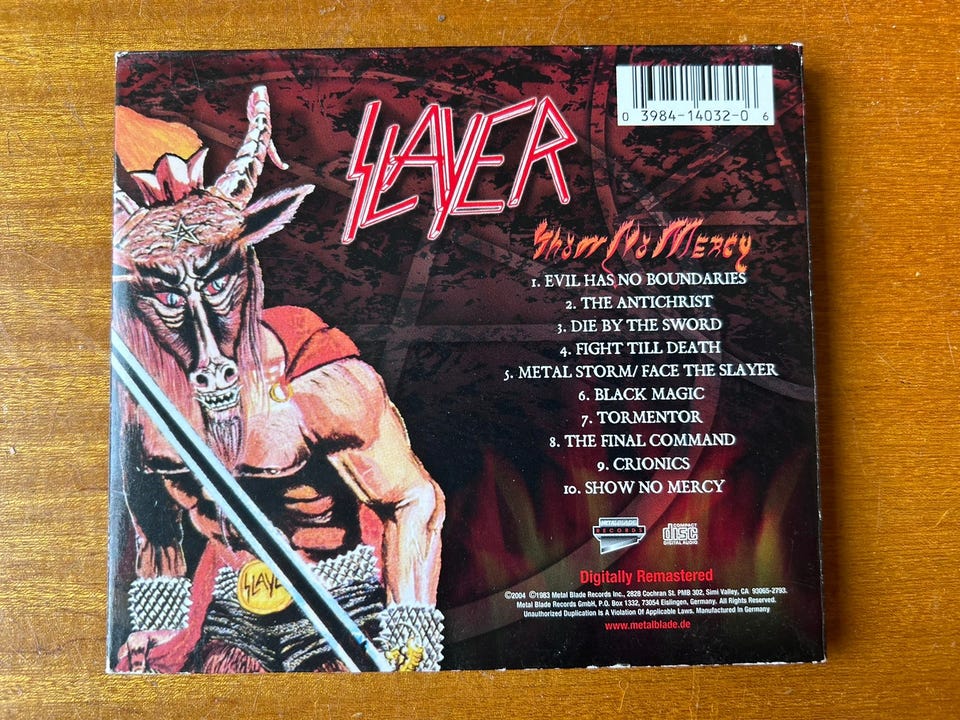 SLAYER
0 3984-14032-0 6
Show No Mercy
1. EVIL HAS NO BOUNDARIES
2. THE ANTICHRIST
3. DIE BY THE SWORD
4. FIGHT TILL DEATH
5. METAL STORM/ FACE THE SLAYER
6. BLACK MAGIC
7. TORMENTOR
8. THE FINAL COMMAND
9. CRIONICS
10. SHOW NO MERCY
SLAYE
METALBLADE
RECORDS
COMPACT
disc
DIGITAL AUDIO
Digitally Remastered
©2004 ©1983 Metal Blade Records Inc., 2828 Cochran St. PMB 302, Simi Valley, CA 93065-2793.
Metal Blade Records GmbH, P.O. Box 1332, 73054 Eislingen, Germany. All Rights Reserved.
Unauthorized Duplication Is A Violation Of Applicable Laws. Manufactured In Germany
www.metalblade.de